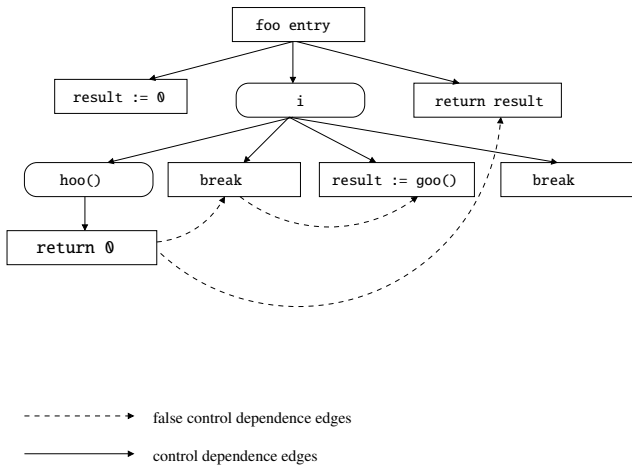 foo entry
result := 0
i
return result
hoo()
break
result := goo()
break
return 0
false control dependence edges
control dependence edges